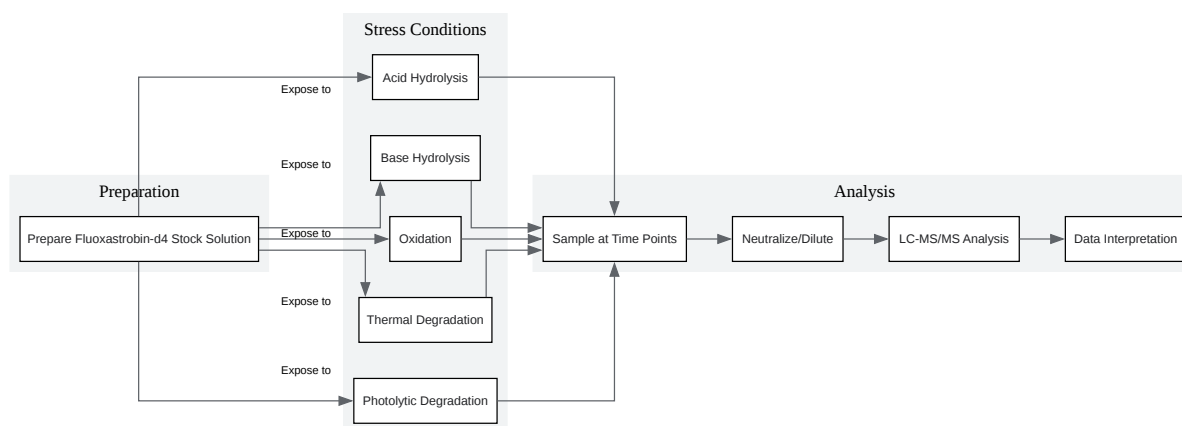 Stress Conditions
Acid Hydrolysis
Expose to
Base Hydrolysis
Expose to
Preparation
Analysis
Prepare Fluoxastrobin-d4 Stock Solution
Expose to
Oxidation
Sample at Time Points
Neutralize/Dilute
LC-MS/MS Analysis
Data Interpretation
Expose to
Thermal Degradation
Expose to
Photolytic Degradation